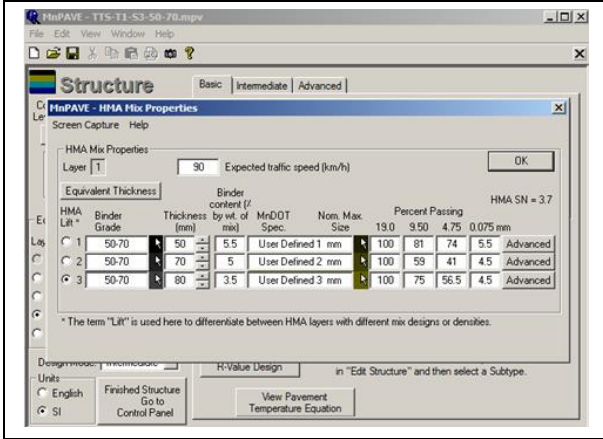 MnPAVE - TTS-T1-S3-50-70.mpv
File Edit View Window Help
Structure
Basic Intermediate Advanced
MnPAVE - HMA Mix Properties
Screen Capture Help
HMA Mix Properties
Layer 1 90 Expected traffic speed (km/h) OK
Equivalent Thickness
HMA SN = 3.7
HMA Lift * Binder Grade Thickness (mm) Binder content (% by wt. of mix) MnDOT Spec. Nom. Max. Size Percent Passing
19.0 9.50 4.75 0.075 mm
1 50-70 50 5.5 User Defined 1 mm 100 81 74 5.5 Advanced
2 50-70 70 5 User Defined 2 mm 100 59 41 4.5 Advanced
3 50-70 80 3.5 User Defined 3 mm 100 75 56.5 4.5 Advanced
* The term "Lift" is used here to differentiate between HMA layers with different mix designs or densities.
Design Mode: Intermediate
R-Value Design
in "Edit Structure" and then select a Subtype.
Units
English
SI
Finished Structure
Go to
Control Panel
View Pavement
Temperature Equation